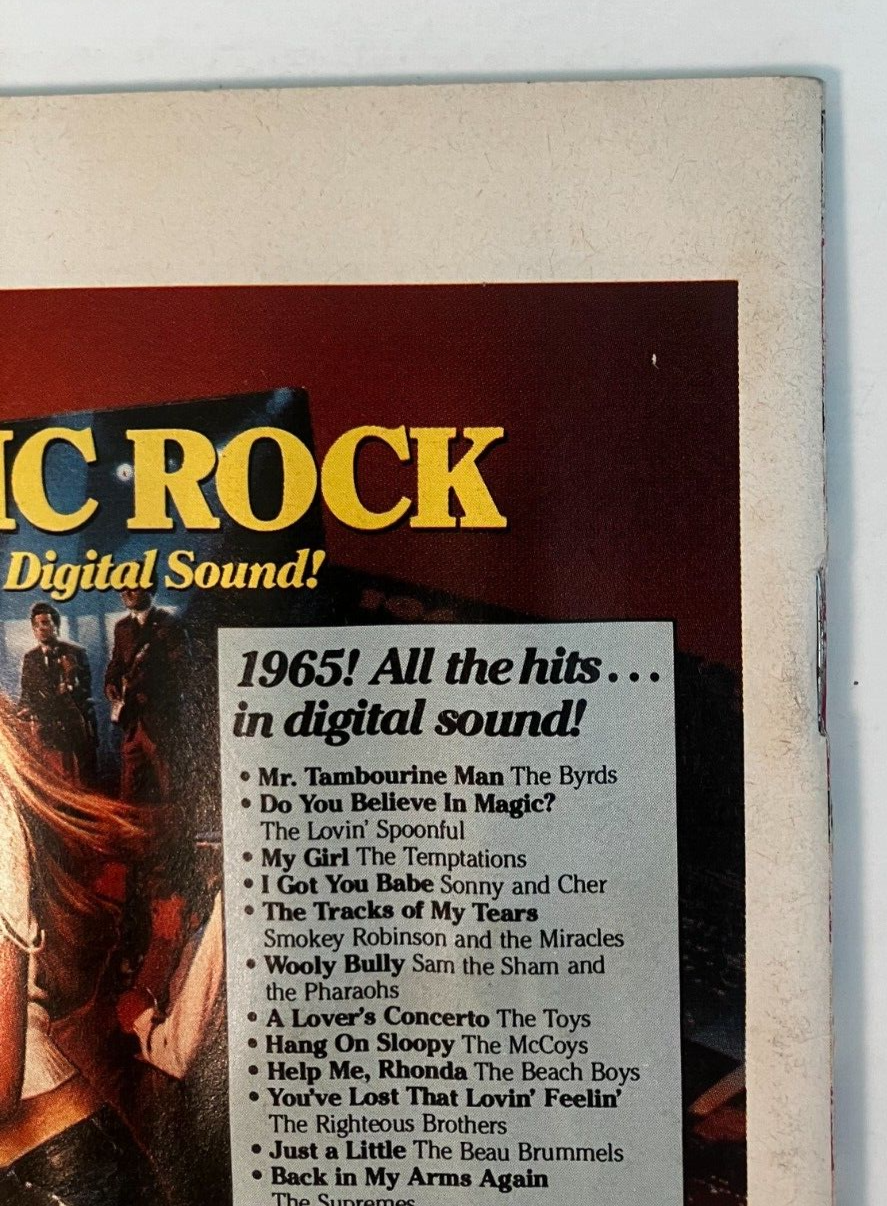 IC ROCK
Digital Sound!
1965! All the hits...
in digital sound!
• Mr. Tambourine Man The Byrds
• Do You Believe In Magic?
The Lovin' Spoonful
• My Girl The Temptations
• I Got You Babe Sonny and Cher
• The Tracks of My Tears
Smokey Robinson and the Miracles
• Wooly Bully Sam the Sham and
the Pharaohs
• A Lover's Concerto The Toys
• Hang On Sloopy The McCoys
• Help Me, Rhonda The Beach Boys
• You've Lost That Lovin' Feelin'
The Righteous Brothers
• Just a Little The Beau Brummels
• Back in My Arms Again
The Supremes